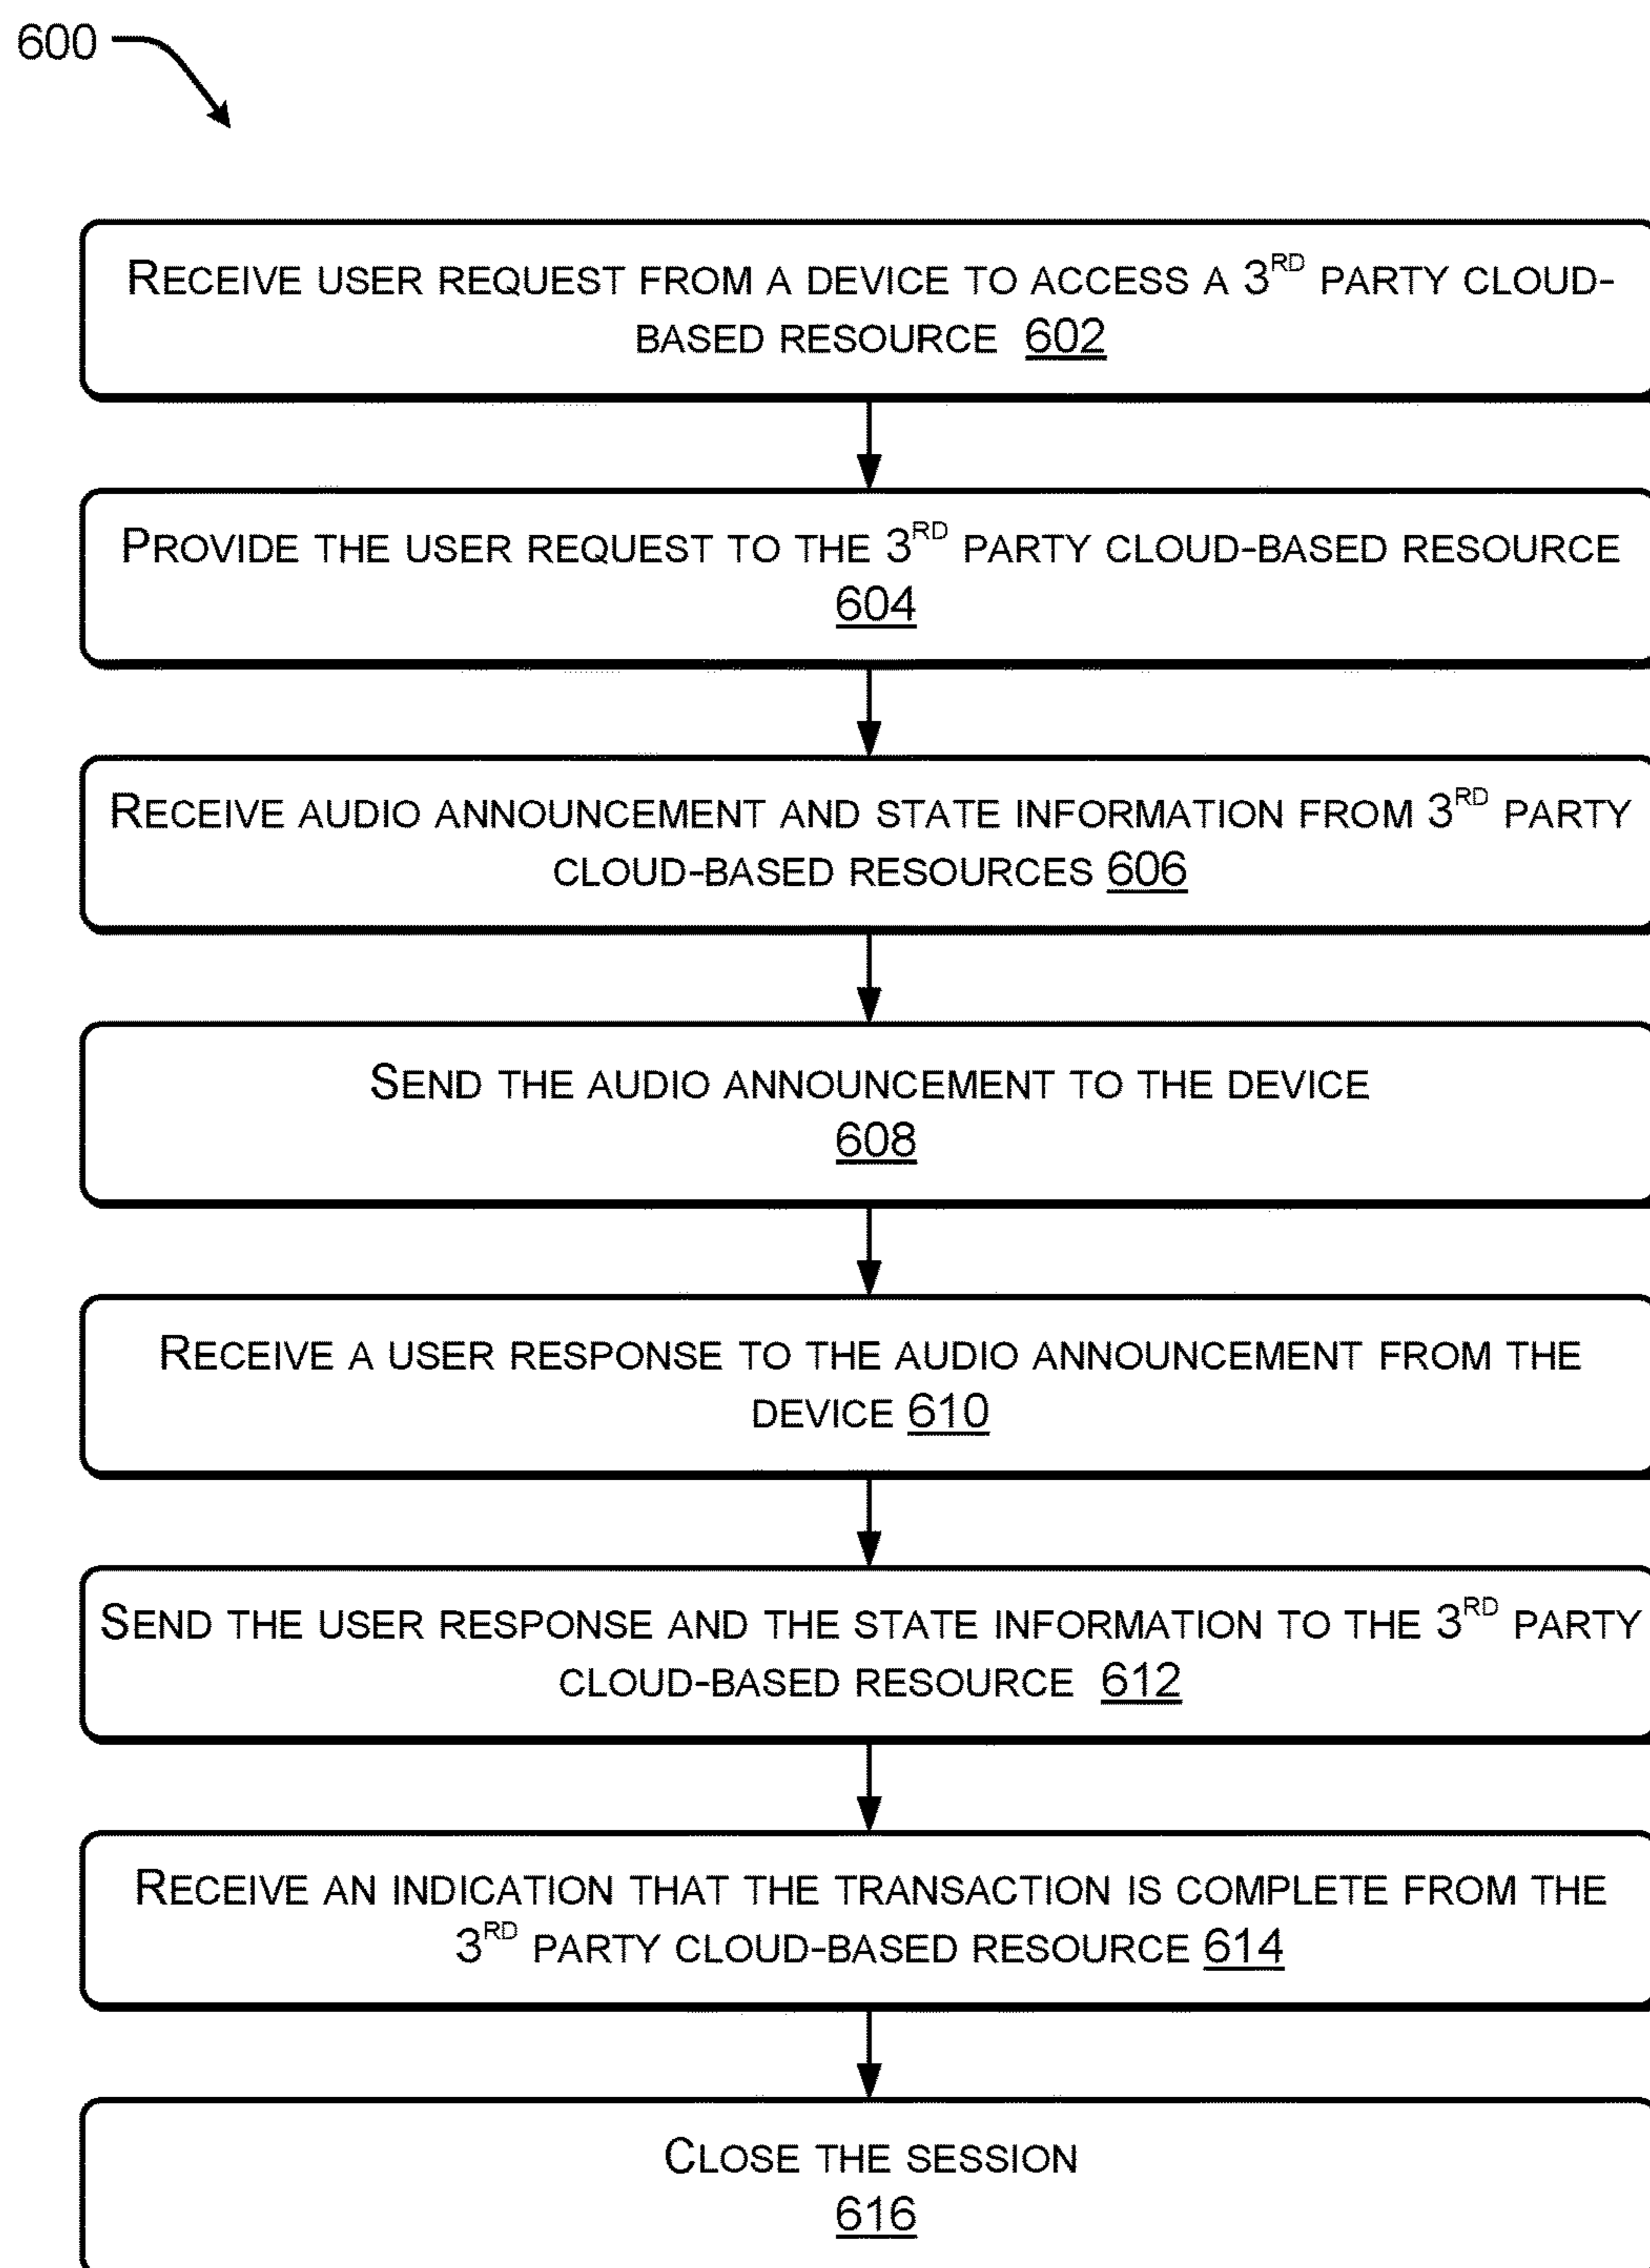 600
RECEIVE USER REQUEST FROM A DEVICE TO ACCESS A 3RD PARTY CLOUD-
BASED RESOURCE 602
PROVIDE THE USER REQUEST TO THE 3RD PARTY CLOUD-BASED RESOURCE
604
RECEIVE AUDIO ANNOUNCEMENT AND STATE INFORMATION FROM 3RD PARTY
CLOUD-BASED RESOURCES 606
SEND THE AUDIO ANNOUNCEMENT TO THE DEVICE
608
RECEIVE A USER RESPONSE TO THE AUDIO ANNOUNCEMENT FROM THE
DEVICE 610
SEND THE USER RESPONSE AND THE STATE INFORMATION TO THE 3RD PARTY
CLOUD-BASED RESOURCE 612
RECEIVE AN INDICATION THAT THE TRANSACTION IS COMPLETE FROM THE
3RD PARTY CLOUD-BASED RESOURCE 614
CLOSE THE SESSION
616